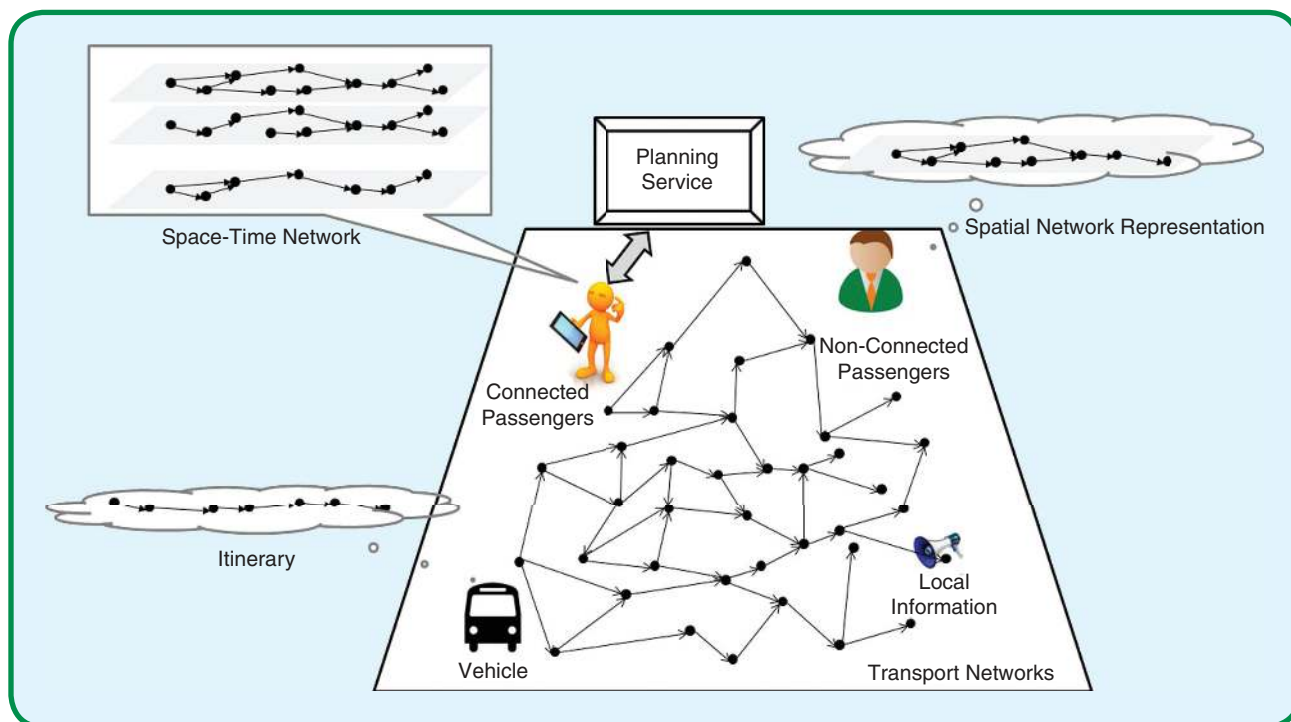 Planning
Service
Space-Time Network
Spatial Network Representation
Non-Connected
Passengers
Connected
Passengers
Itinerary
Local
Information
Vehicle
Transport Networks